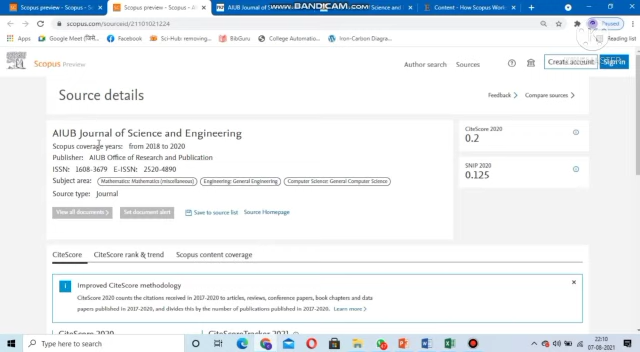 Scopus preview - Scopus
Scopus preview - Scopus - A
AIUB Journal of S
WWW.BANDICAM.COM
of Science and
Content - How Scopus Work
scopus.com/sourceid/21101021224
Paused
Apps
YouTube
Maps
Google Meet
Facebook
Sci-Hub: removing
BibGuru
College Automation
Iron-Carbon Diagra
Reading list
Scopus Preview
Author search
Sources
Create account
Sign in
Source details
Feedback
Compare sources
AIUB Journal of Science and Engineering
Scopus coverage years: from 2018 to 2020
Publisher: AIUB Office of Research and Publication
ISSN: 1608-3679 E-ISSN: 2520-4890
Subject area: Mathematics: Mathematics (miscellaneous) Engineering: General Engineering Computer Science: General Computer Science
Source type: Journal
View all documents
Set document alert
Save to source list
Source Homepage
CiteScore 2020
0.2
SNIP 2020
0.125
CiteScore
CiteScore rank & trend
Scopus content coverage
Improved CiteScore methodology
CiteScore 2020 counts the citations received in 2017-2020 to articles, reviews, conference papers, book chapters and data
papers published in 2017-2020, and divides this by the number of publications published in 2017-2020. Learn more
CiteScore 2020
CiteScoreTracker 2021
Type here to search
22:10
07-08-2021